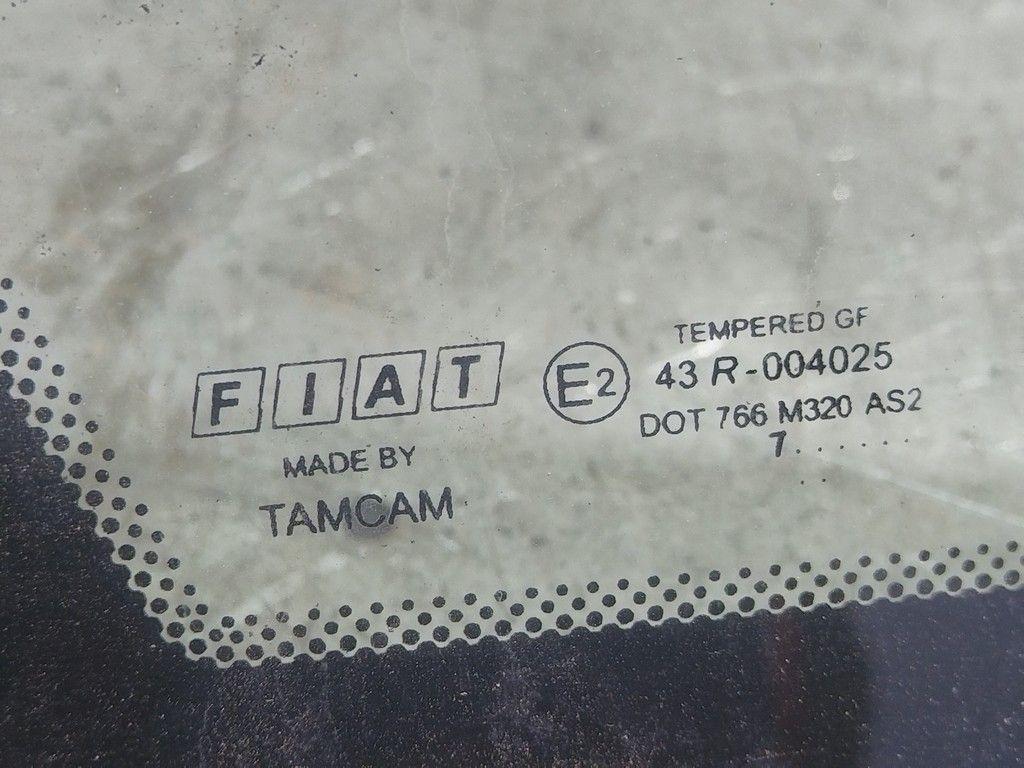 FIAT
MADE BY
TAMCAM
E2
TEMPERED GF
43 R-004025
DOT 766 M320 AS2
7......
..